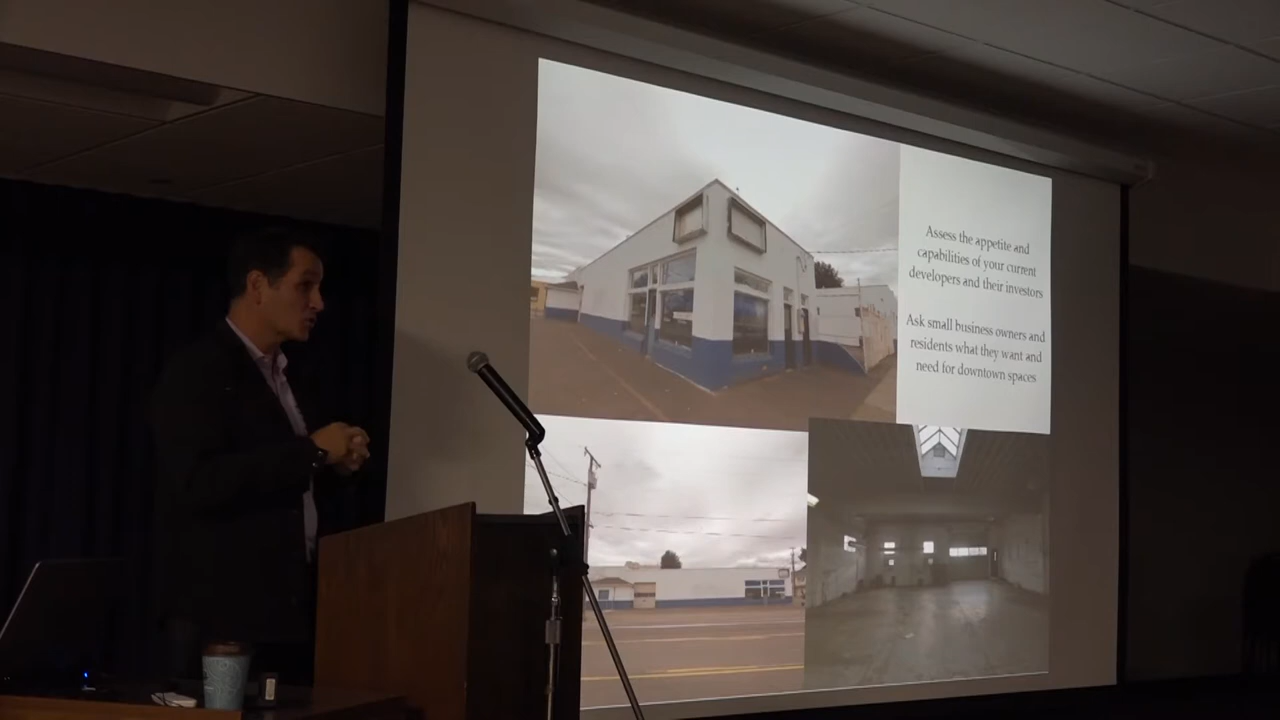 Assess the appetite and
capabilities of your current
developers and their investors
Ask small business owners and
residents what they want and
need for downtown spaces